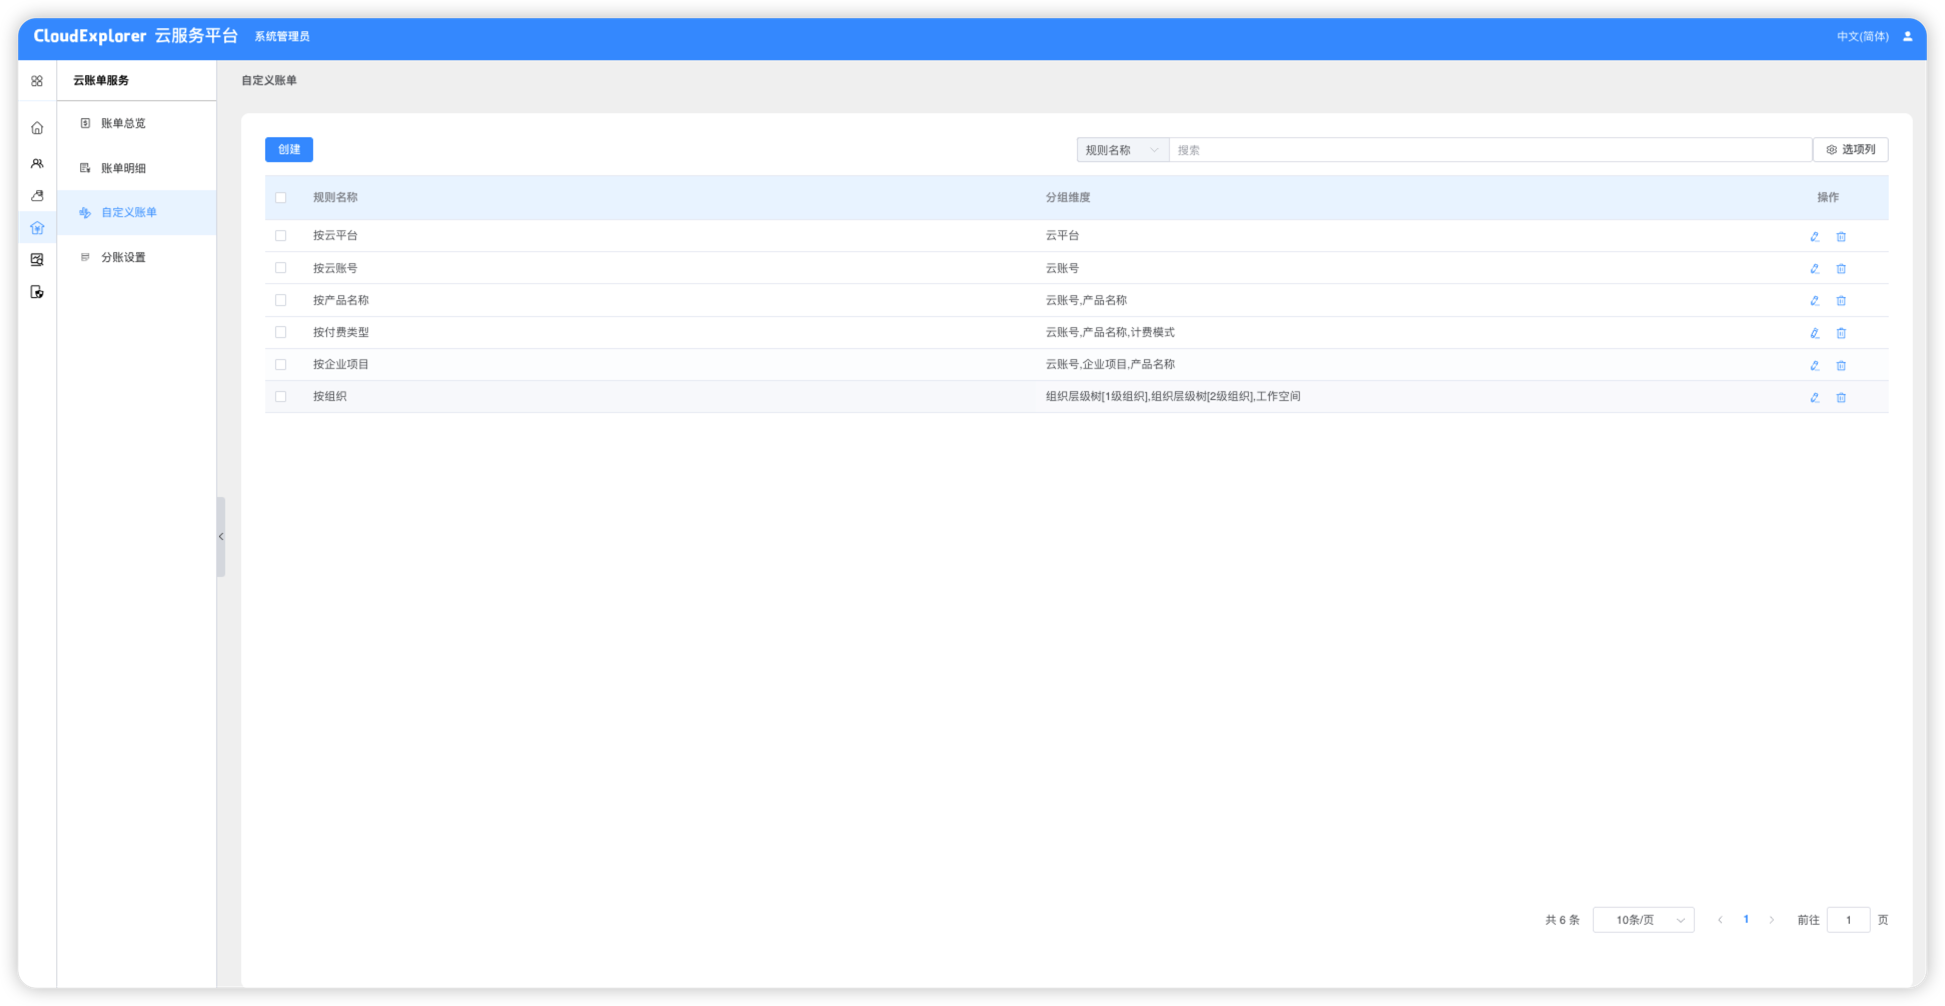 CloudExplorer 云服务平台 系统管理员 中文(简体)
云账单服务
账单总览
账单明细
自定义账单
分账设置
自定义账单
创建 规则名称 搜索 选项列
规则名称 分组维度 操作
按云平台 云平台
按云账号 云账号
按产品名称 云账号,产品名称
按付费类型 云账号,产品名称,计费模式
按企业项目 云账号,企业项目,产品名称
按组织 组织层级树[1级组织],组织层级树[2级组织],工作空间
共 6 条 10条/页 1 前往 1 页